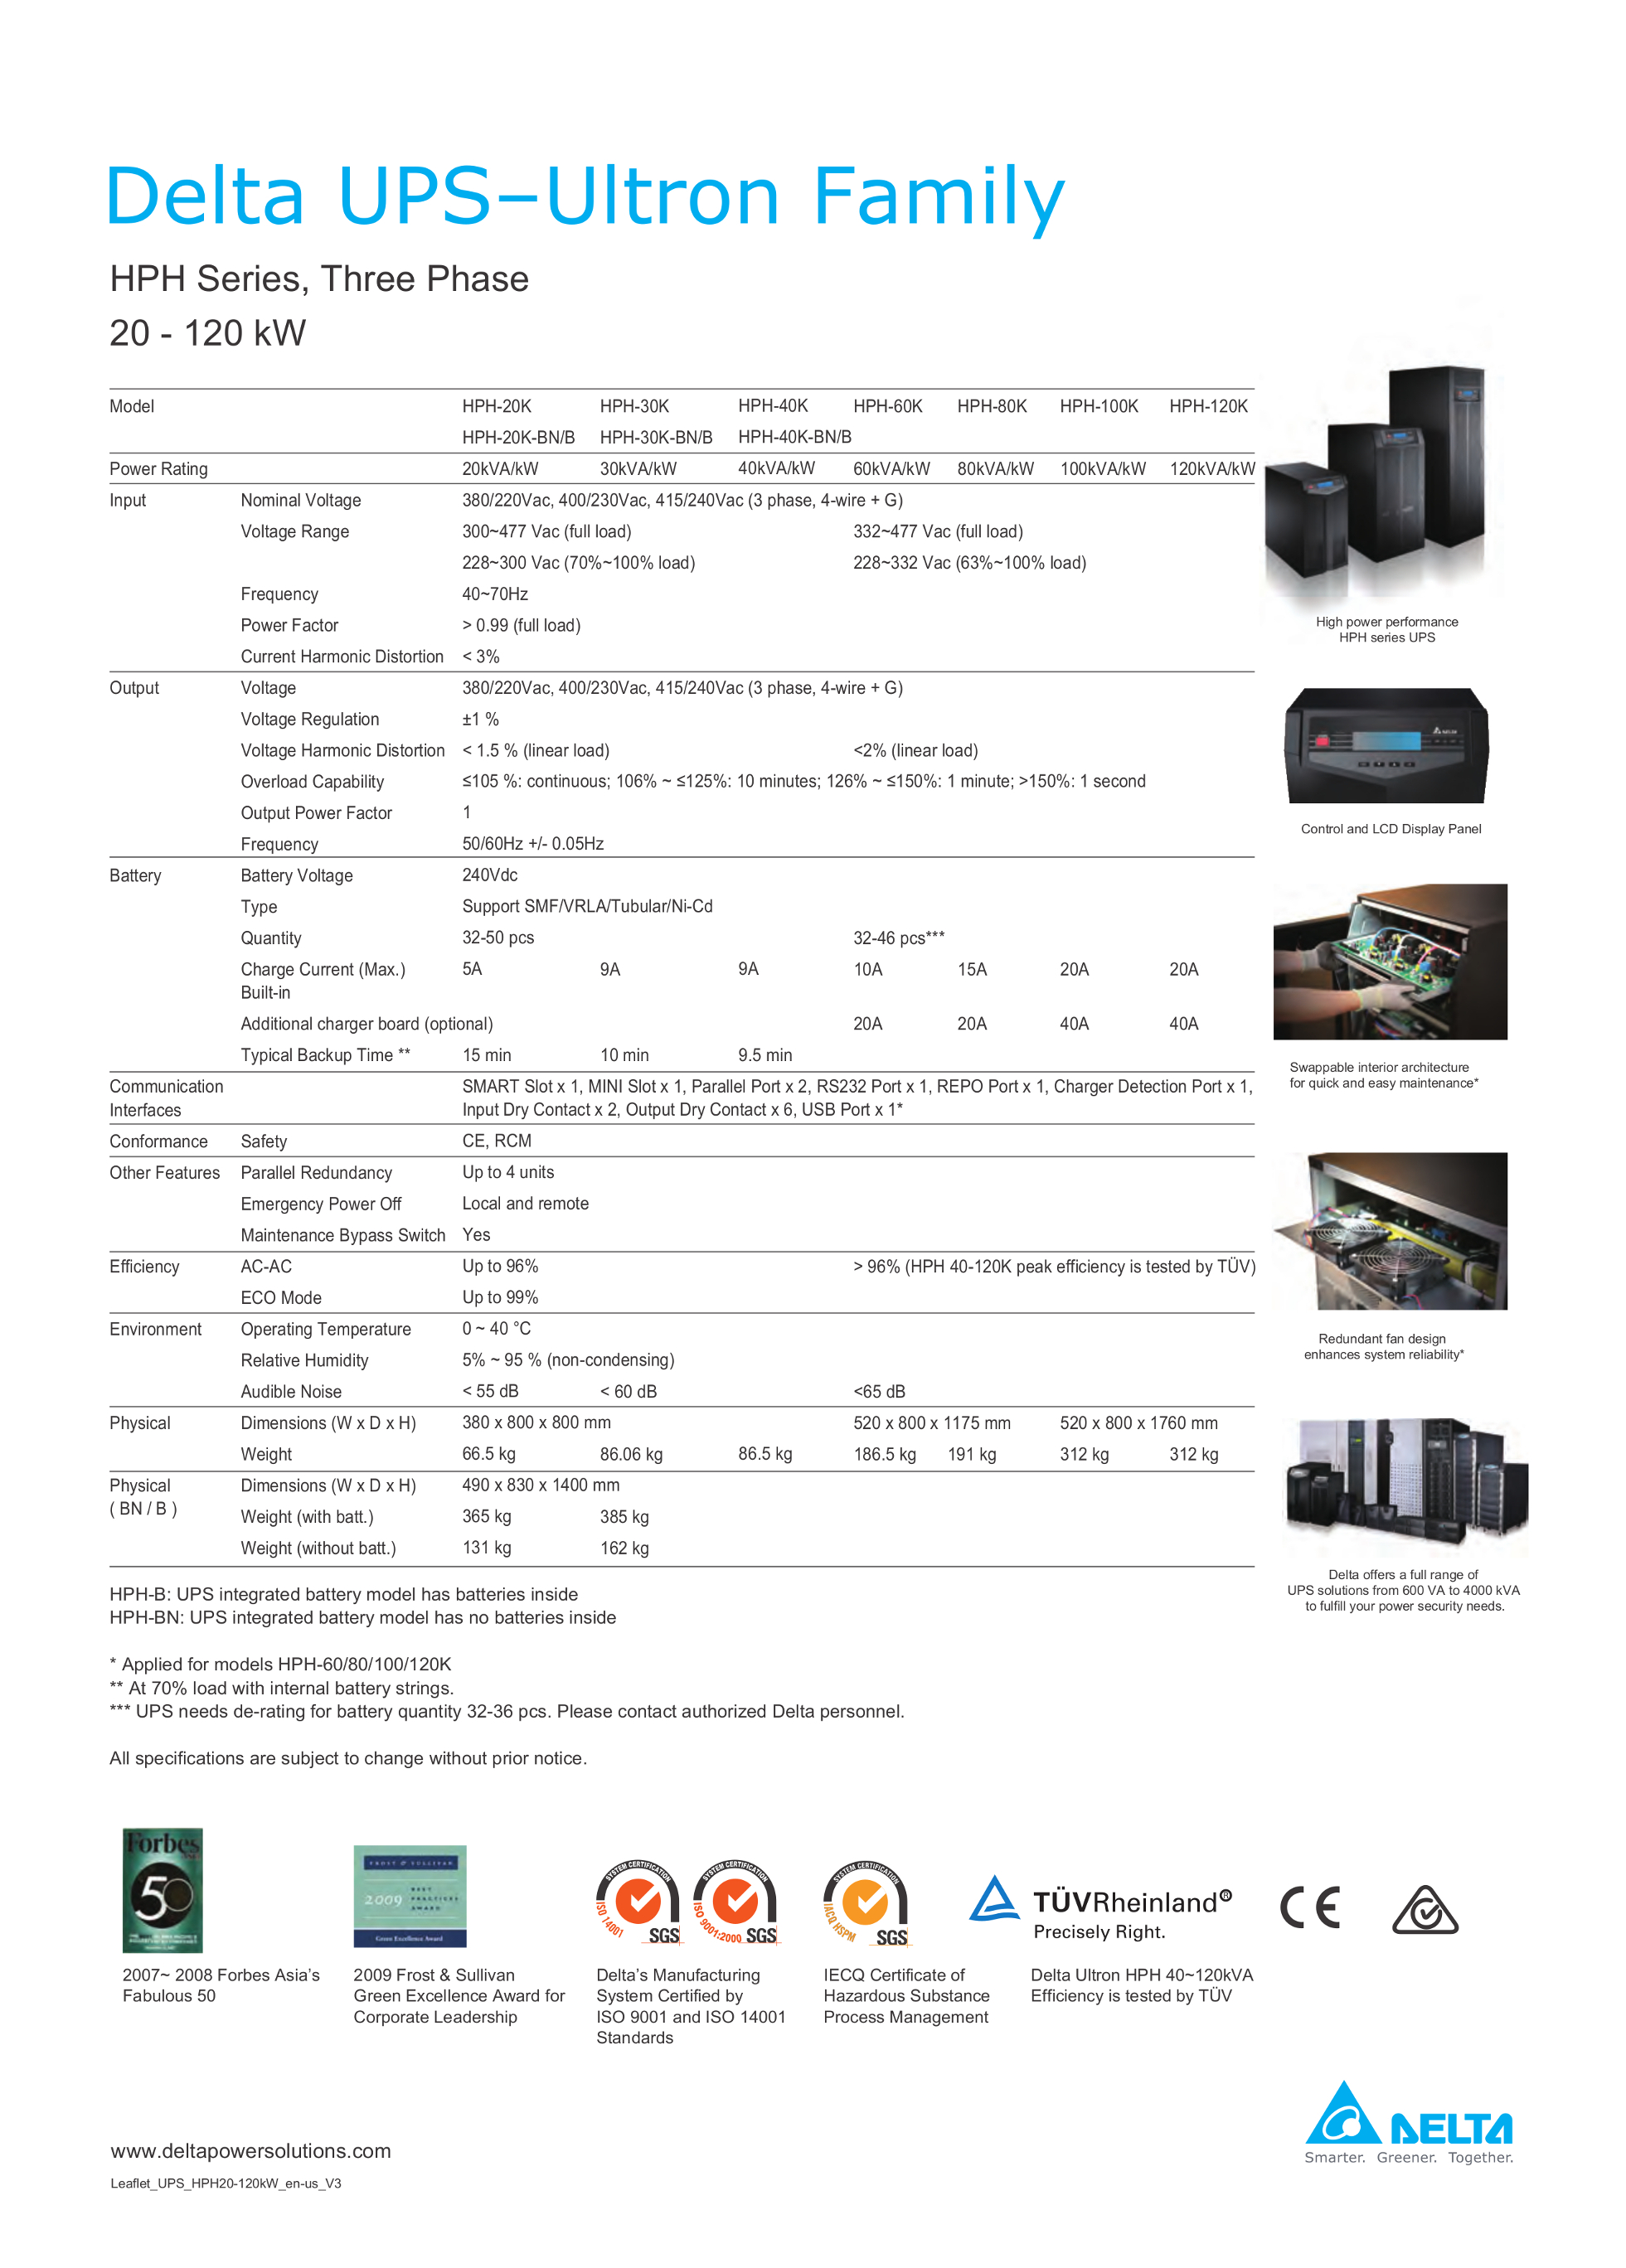 Delta UPS–Ultron Family
HPH Series, Three Phase
20 - 120 kW
Model HPH-20K HPH-30K HPH-40K HPH-60K HPH-80K HPH-100K HPH-120K
HPH-20K-BN/B HPH-30K-BN/B HPH-40K-BN/B
Power Rating 20kVA/kW 30kVA/kW 40kVA/kW 60kVA/kW 80kVA/kW 100kVA/kW 120kVA/kW
Input Nominal Voltage 380/220Vac, 400/230Vac, 415/240Vac (3 phase, 4-wire + G)
Voltage Range 300~477 Vac (full load) 332~477 Vac (full load)
228~300 Vac (70%~100% load) 228~332 Vac (63%~100% load)
Frequency 40~70Hz
Power Factor > 0.99 (full load)
Current Harmonic Distortion < 3%
Output Voltage 380/220Vac, 400/230Vac, 415/240Vac (3 phase, 4-wire + G)
Voltage Regulation ±1 %
Voltage Harmonic Distortion < 1.5 % (linear load) <2% (linear load)
Overload Capability ≤105 %: continuous; 106% ~ ≤125%: 10 minutes; 126% ~ ≤150%: 1 minute; >150%: 1 second
Output Power Factor 1
Frequency 50/60Hz +/- 0.05Hz
Battery Battery Voltage 240Vdc
Type Support SMF/VRLA/Tubular/Ni-Cd
Quantity 32-50 pcs 32-46 pcs***
Charge Current (Max.) 5A 9A 9A 10A 15A 20A 20A
Built-in
Additional charger board (optional) 20A 20A 40A 40A
Typical Backup Time ** 15 min 10 min 9.5 min
Communication SMART Slot x 1, MINI Slot x 1, Parallel Port x 2, RS232 Port x 1, REPO Port x 1, Charger Detection Port x 1,
Interfaces Input Dry Contact x 2, Output Dry Contact x 6, USB Port x 1*
Conformance Safety CE, RCM
Other Features Parallel Redundancy Up to 4 units
Emergency Power Off Local and remote
Maintenance Bypass Switch Yes
Efficiency AC-AC Up to 96% > 96% (HPH 40-120K peak efficiency is tested by TÜV)
ECO Mode Up to 99%
Environment Operating Temperature 0 ~ 40 °C
Relative Humidity 5% ~ 95 % (non-condensing)
Audible Noise < 55 dB < 60 dB <65 dB
Physical Dimensions (W x D x H) 380 x 800 x 800 mm 520 x 800 x 1175 mm 520 x 800 x 1760 mm
Weight 66.5 kg 86.06 kg 86.5 kg 186.5 kg 191 kg 312 kg 312 kg
Physical Dimensions (W x D x H) 490 x 830 x 1400 mm
( BN / B ) Weight (with batt.) 365 kg 385 kg
Weight (without batt.) 131 kg 162 kg
High power performance
HPH series UPS
DELTA
Control and LCD Display Panel
Swappable interior architecture
for quick and easy maintenance*
Redundant fan design
enhances system reliability*
Delta offers a full range of
UPS solutions from 600 VA to 4000 kVA
to fulfill your power security needs.
HPH-B: UPS integrated battery model has batteries inside
HPH-BN: UPS integrated battery model has no batteries inside
* Applied for models HPH-60/80/100/120K
** At 70% load with internal battery strings.
*** UPS needs de-rating for battery quantity 32-36 pcs. Please contact authorized Delta personnel.
All specifications are subject to change without prior notice.
Forbes
50
2007~ 2008 Forbes Asia's
Fabulous 50
FROST & SULLIVAN
2009 BEST PRACTICES AWARD
Green Excellence Award
2009 Frost & Sullivan
Green Excellence Award for
Corporate Leadership
SYSTEM CERTIFICATION
ISO 14001
SGS
SYSTEM CERTIFICATION
ISO 9001:2000
SGS
Delta's Manufacturing
System Certified by
ISO 9001 and ISO 14001
Standards
SYSTEM CERTIFICATION
IACQ HSPM
SGS
IECQ Certificate of
Hazardous Substance
Process Management
TÜVRheinland®
Precisely Right.
Delta Ultron HPH 40~120kVA
Efficiency is tested by TÜV
CE
DELTA
Smarter. Greener. Together.
www.deltapowersolutions.com
Leaflet_UPS_HPH20-120kW_en-us_V3